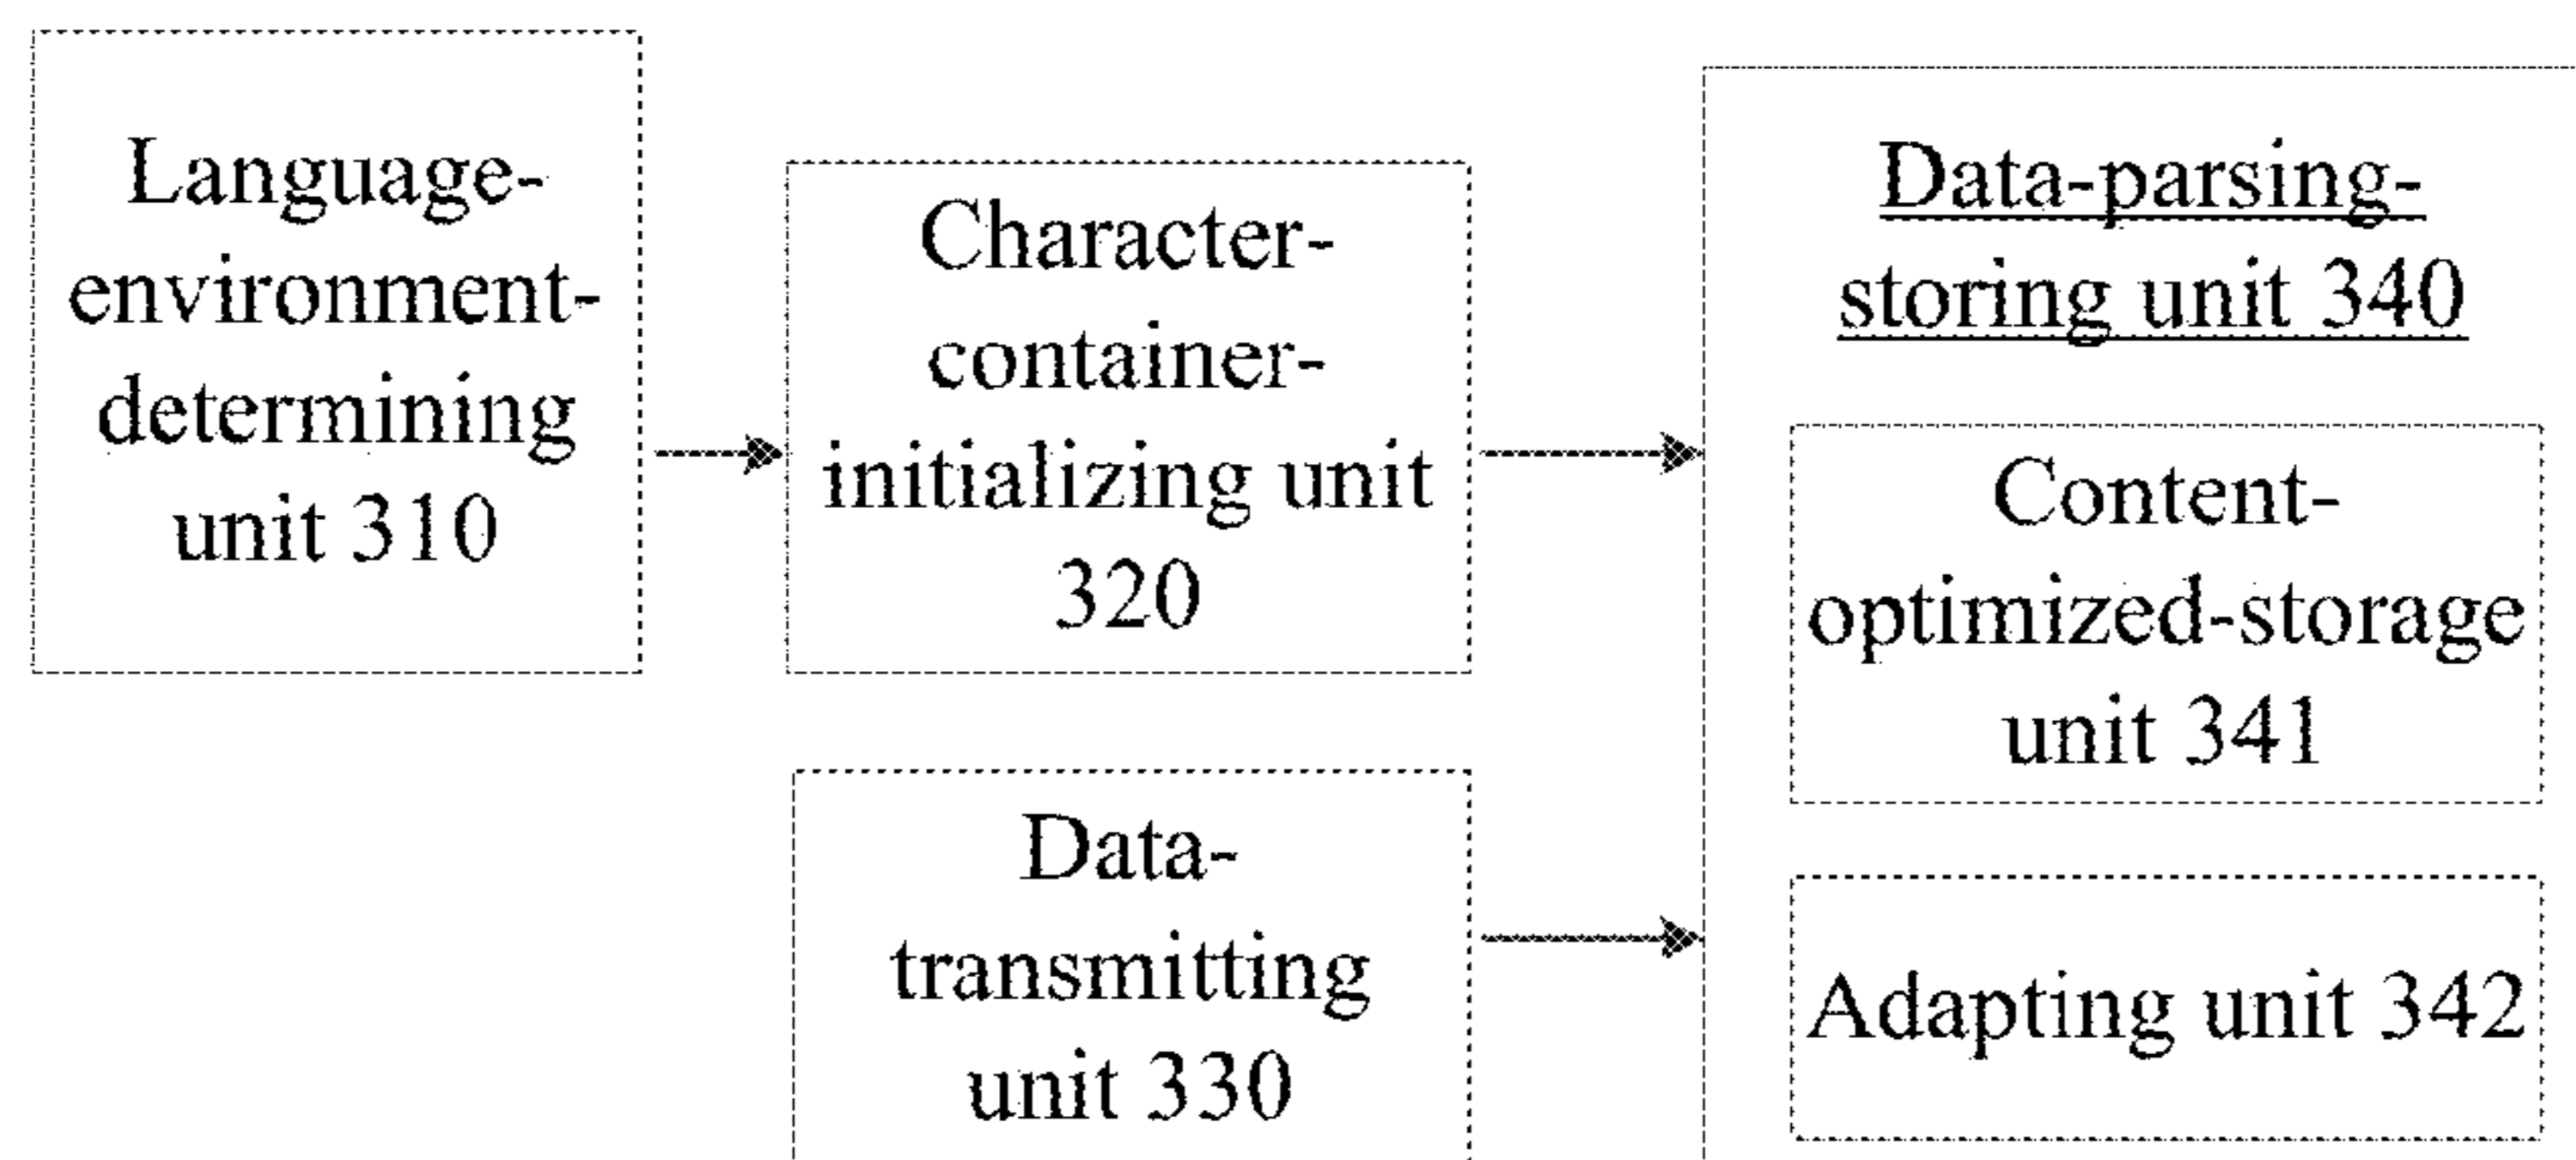 Language-
environment-
determining
unit 310
Character-
container-
initializing unit
320
Data-
transmitting
unit 330
Data-parsing-
storing unit 340
Content-
optimized-storage
unit 341
Adapting unit 342